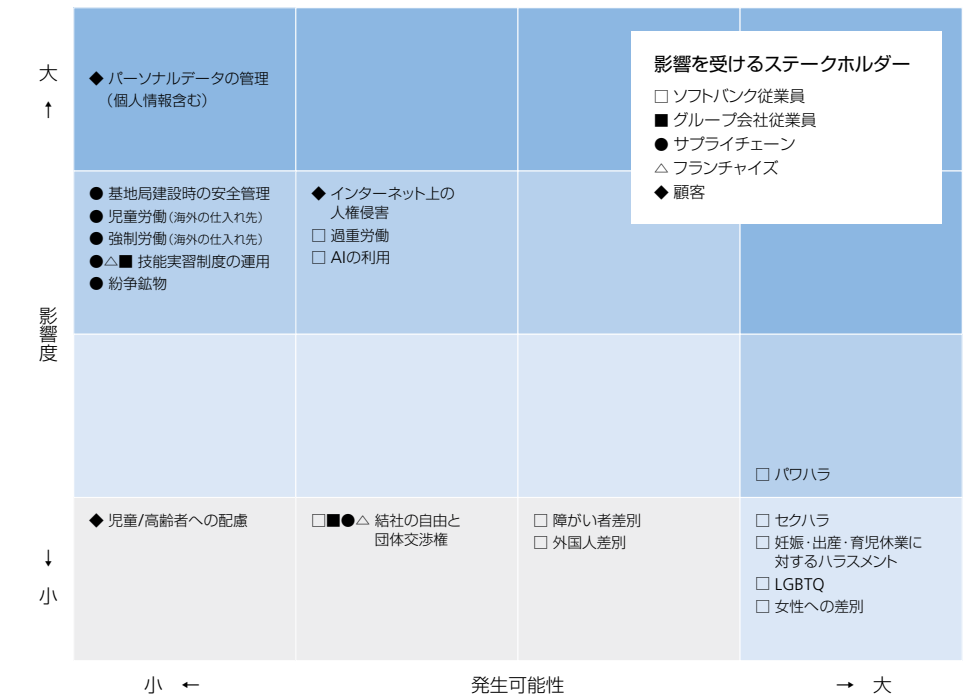 大
↑
影響度
↓
小
◆ パーソナルデータの管理
（個人情報含む）
影響を受けるステークホルダー
□ ソフトバンク従業員
■ グループ会社従業員
● サプライチェーン
△ フランチャイズ
◆ 顧客
● 基地局建設時の安全管理
● 児童労働（海外の仕入れ先）
● 強制労働（海外の仕入れ先）
●△■ 技能実習制度の運用
● 紛争鉱物
◆ インターネット上の
人権侵害
□ 過重労働
□ AIの利用
□ パワハラ
◆ 児童/高齢者への配慮
□■●△ 結社の自由と
団体交渉権
□ 障がい者差別
□ 外国人差別
□ セクハラ
□ 妊娠・出産・育児休業に
対するハラスメント
□ LGBTQ
□ 女性への差別
小 ← 発生可能性 → 大